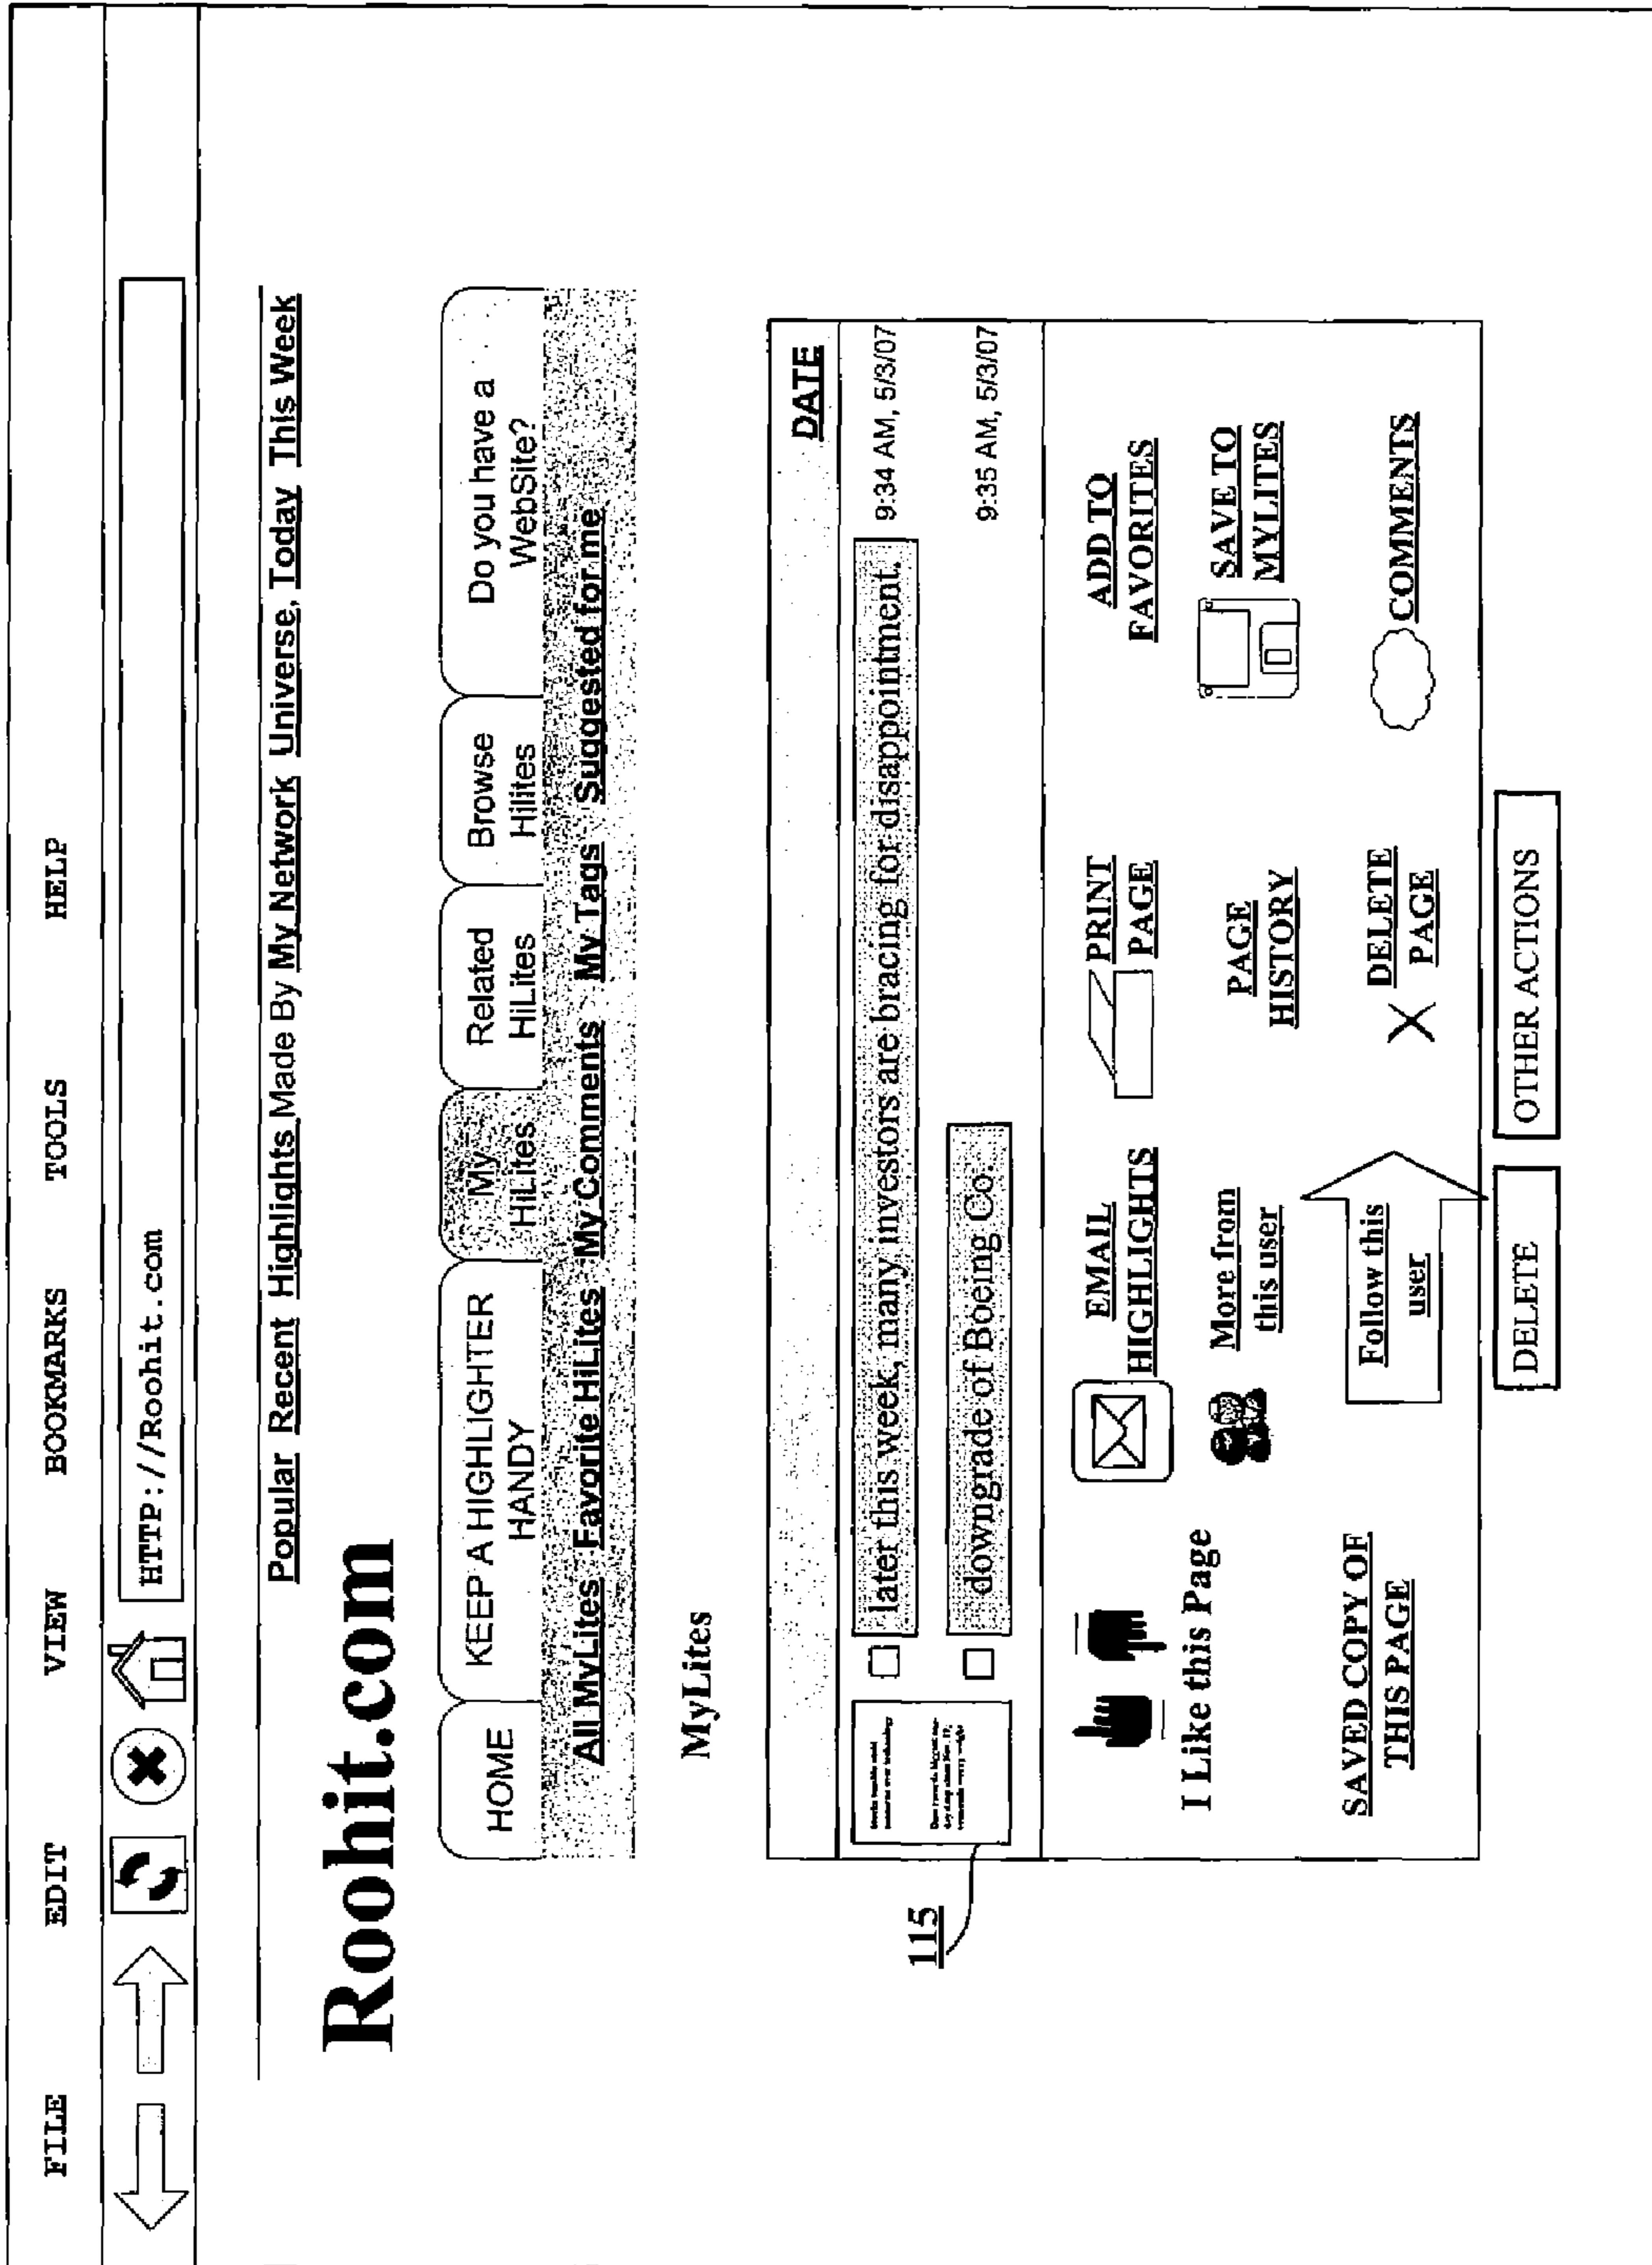 FILE EDIT VIEW BOOKMARKS TOOLS HELP
HTTP://Roohit.com
Popular Recent Highlights Made By My Network Universe, Today This Week
Roohit.com
HOME
KEEP A HIGHLIGHTER
HANDY
My
HiLites
Related
HiLites
Browse
Hilites
Do you have a
WebSite?
All MyLites Favorite HiLites My Comments My Tags Suggested for me
MyLites
DATE
later this week, many investors are bracing for disappointment. 9:34 AM, 5/3/07
downgrade of Boeing Co. 9:35 AM, 5/3/07
115
I Like this Page
EMAIL
HIGHLIGHTS
PRINT
PAGE
ADD TO
FAVORITES
More from
this user
PAGE
HISTORY
SAVE TO
MYLITES
SAVED COPY OF
THIS PAGE
Follow this
user
DELETE
PAGE
COMMENTS
DELETE
OTHER ACTIONS